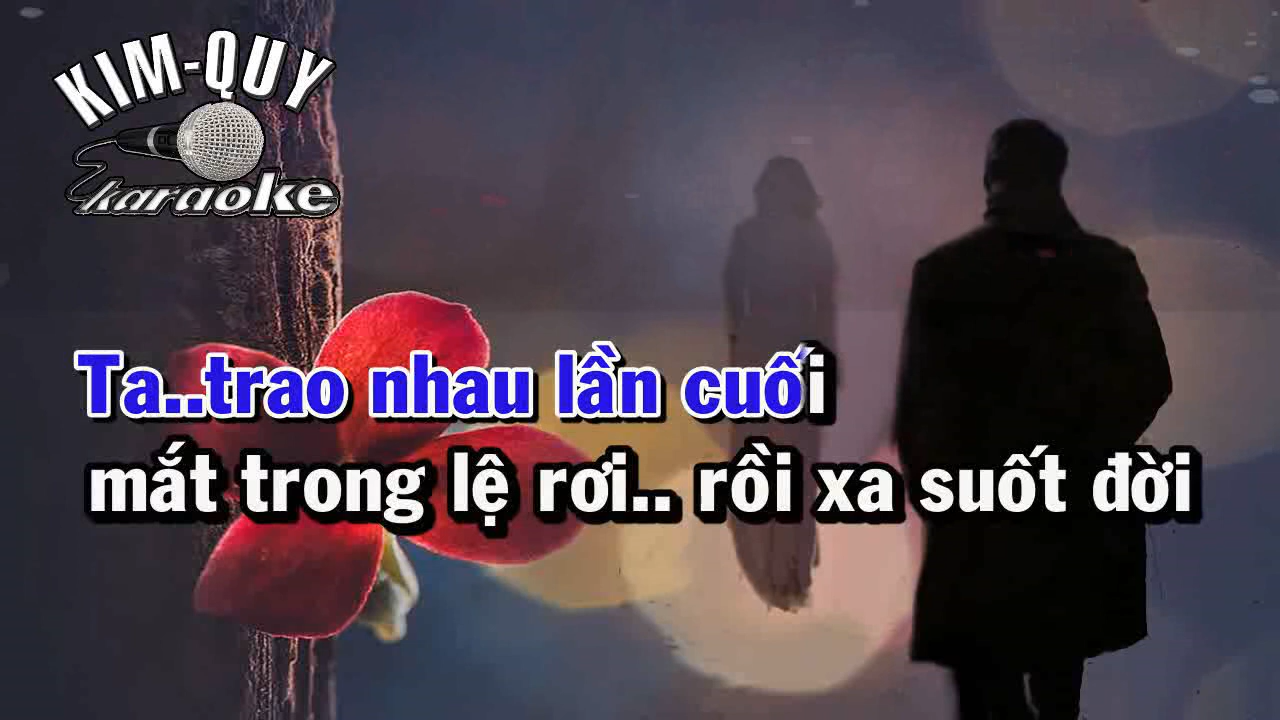 KIM-QUY
karaoke
Ta..trao nhau lần cuối
mắt trong lệ rơi.. rồi xa suốt đời